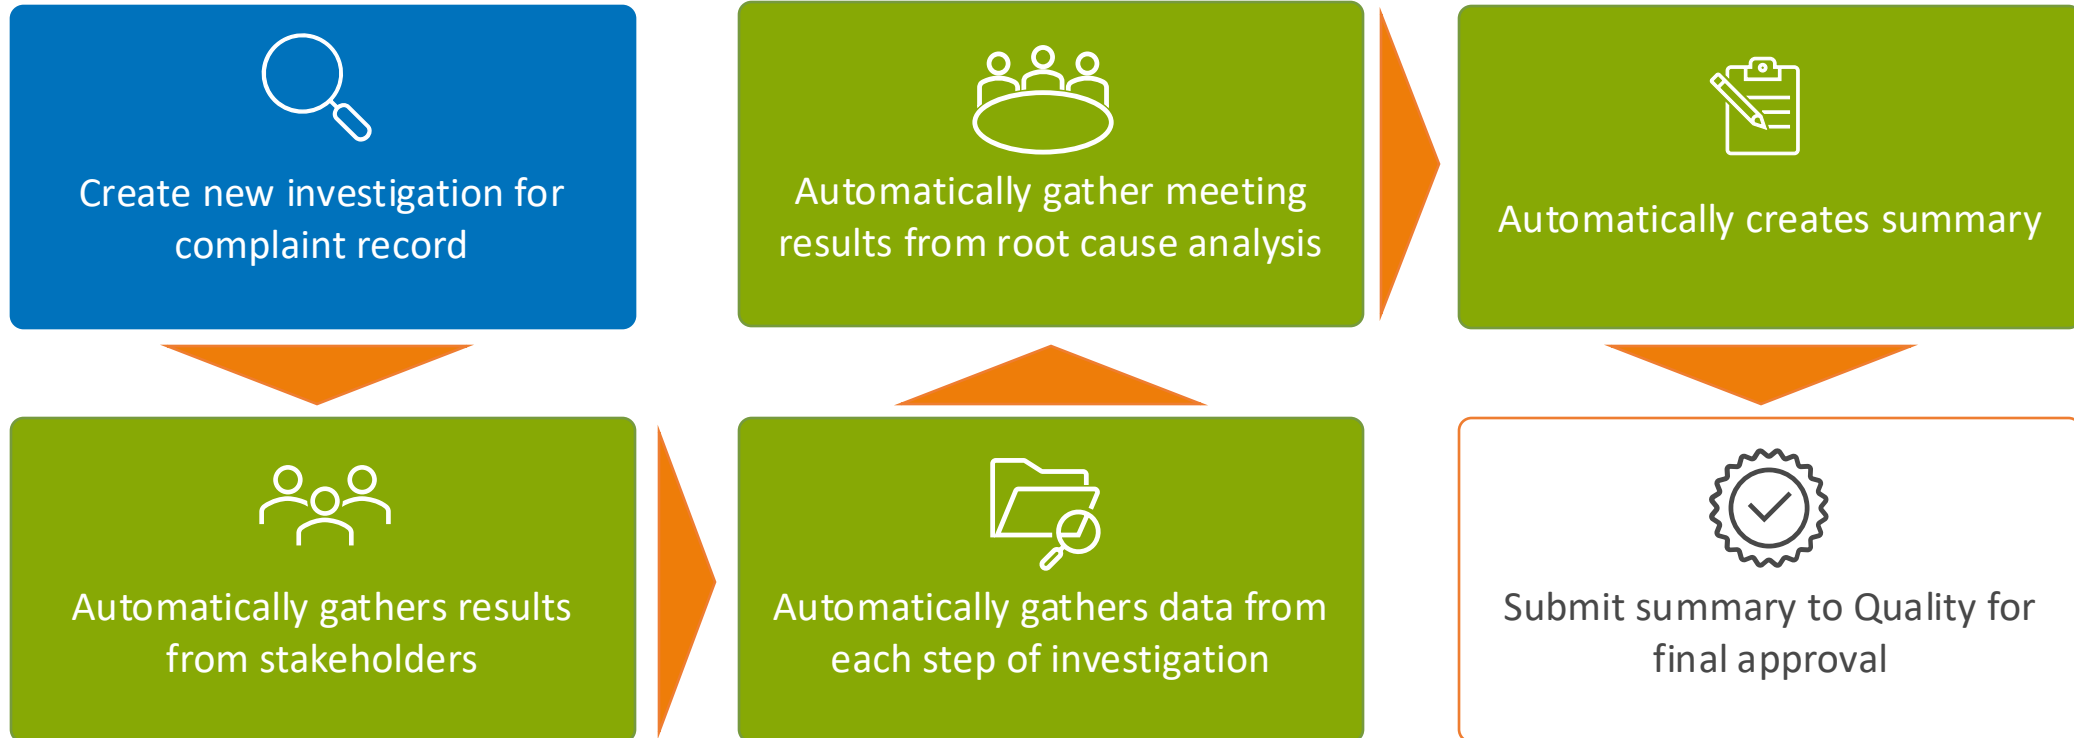 Create new investigation for
complaint record
Automatically gathers results
from stakeholders
Automatically gathers data from
each step of investigation
Automatically gather meeting
results from root cause analysis
Automatically creates summary
Submit summary to Quality for
final approval